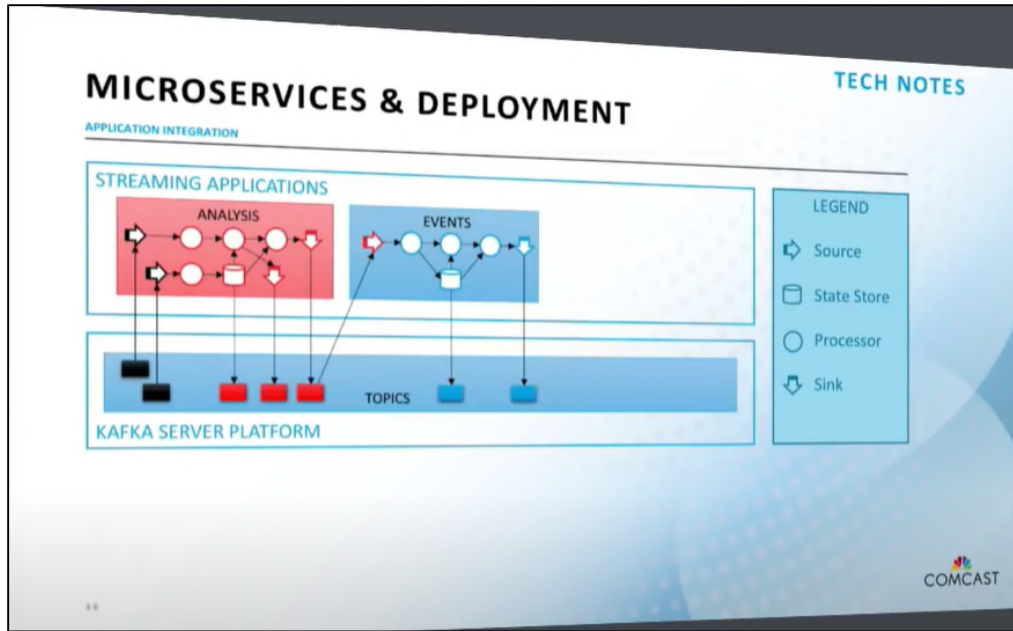 TECH NOTES
MICROSERVICES & DEPLOYMENT
APPLICATION INTEGRATION
STREAMING APPLICATIONS
ANALYSIS
EVENTS
TOPICS
KAFKA SERVER PLATFORM
LEGEND
Source
State Store
Processor
Sink
COMCAST